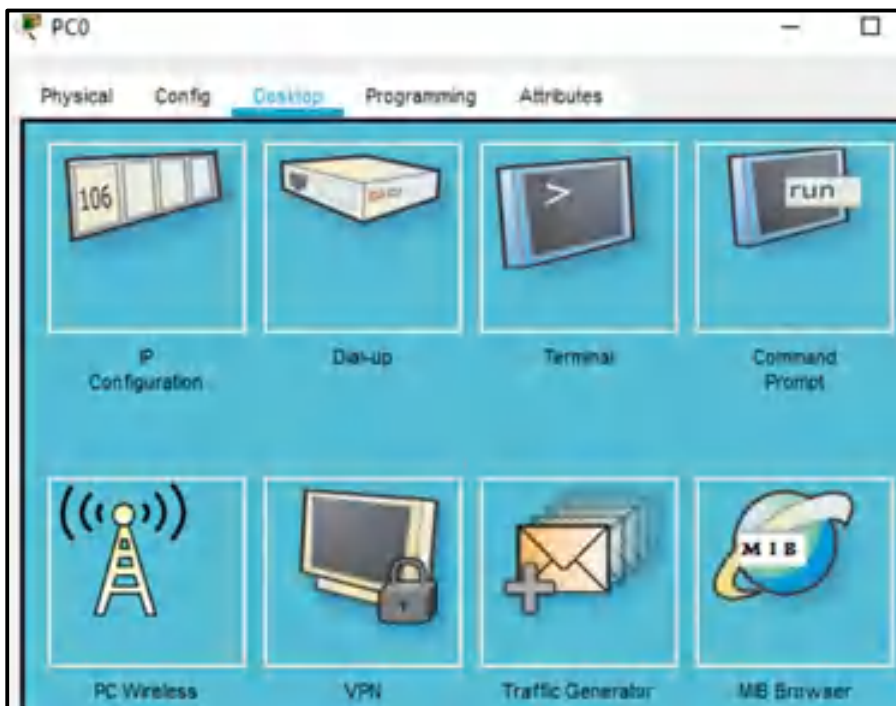 PC0
Physical Config Desktop Programming Attributes
106
>
run
IP
Configuration
Dial-up
Terminal
Command
Prompt
MIB
PC Wireless
VPN
Traffic Generator
MIB Browser